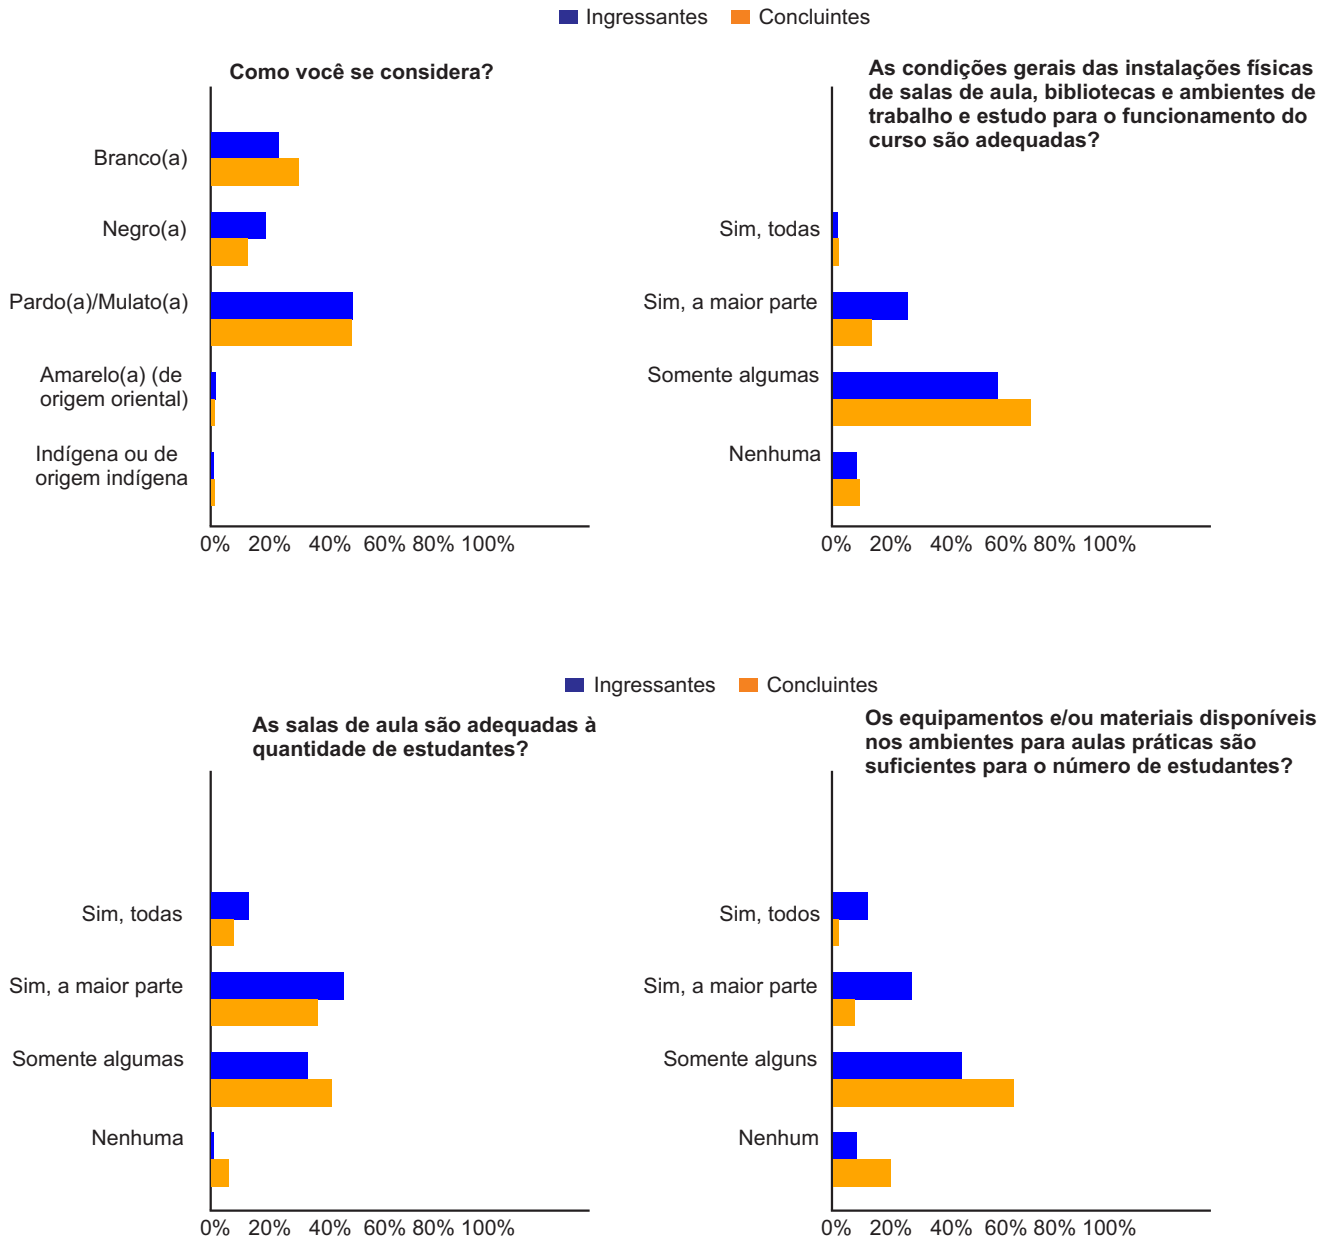 Ingressantes Concluintes
Como você se considera?
Branco(a)
Negro(a)
Pardo(a)/Mulato(a)
Amarelo(a) (de
origem oriental)
Indígena ou de
origem indígena
0% 20% 40% 60% 80% 100%
As condições gerais das instalações físicas
de salas de aula, bibliotecas e ambientes de
trabalho e estudo para o funcionamento do
curso são adequadas?
Sim, todas
Sim, a maior parte
Somente algumas
Nenhuma
0% 20% 40% 60% 80% 100%
Ingressantes Concluintes
As salas de aula são adequadas à
quantidade de estudantes?
Sim, todas
Sim, a maior parte
Somente algumas
Nenhuma
0% 20% 40% 60% 80% 100%
Os equipamentos e/ou materiais disponíveis
nos ambientes para aulas práticas são
suficientes para o número de estudantes?
Sim, todos
Sim, a maior parte
Somente alguns
Nenhum
0% 20% 40% 60% 80% 100%